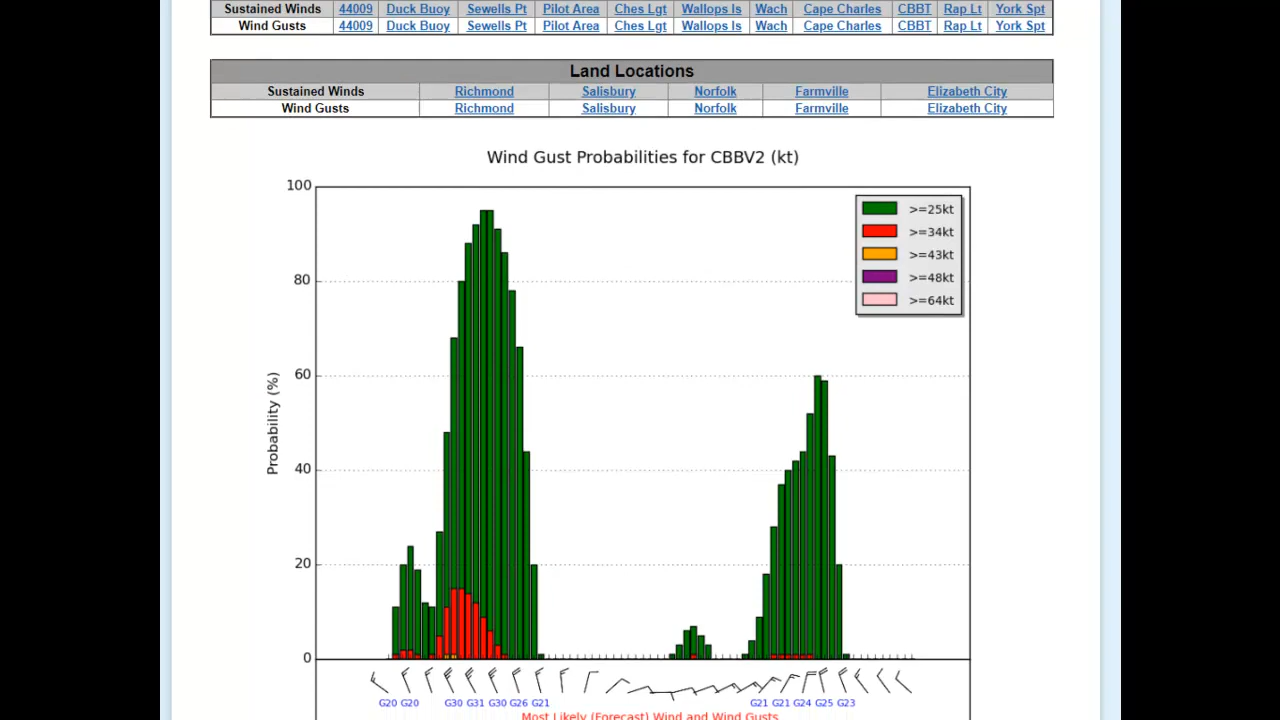 Sustained Winds 44009 Duck Buoy Sewells Pt Pilot Area Ches Lgt Wallops Is Wach Cape Charles CBBT Rap Lt York Spt
Wind Gusts 44009 Duck Buoy Sewells Pt Pilot Area Ches Lgt Wallops Is Wach Cape Charles CBBT Rap Lt York Spt
Land Locations
Sustained Winds Richmond Salisbury Norfolk Farmville Elizabeth City
Wind Gusts Richmond Salisbury Norfolk Farmville Elizabeth City
Wind Gust Probabilities for CBBV2 (kt)
100
>=25kt
>=34kt
>=43kt
>=48kt
>=64kt
80
60
Probability (%)
40
20
0
G20 G20 G30 G31 G30 G26 G21 G21 G21 G24 G25 G23
Most Likely (Forecast) Wind and Wind Gusts